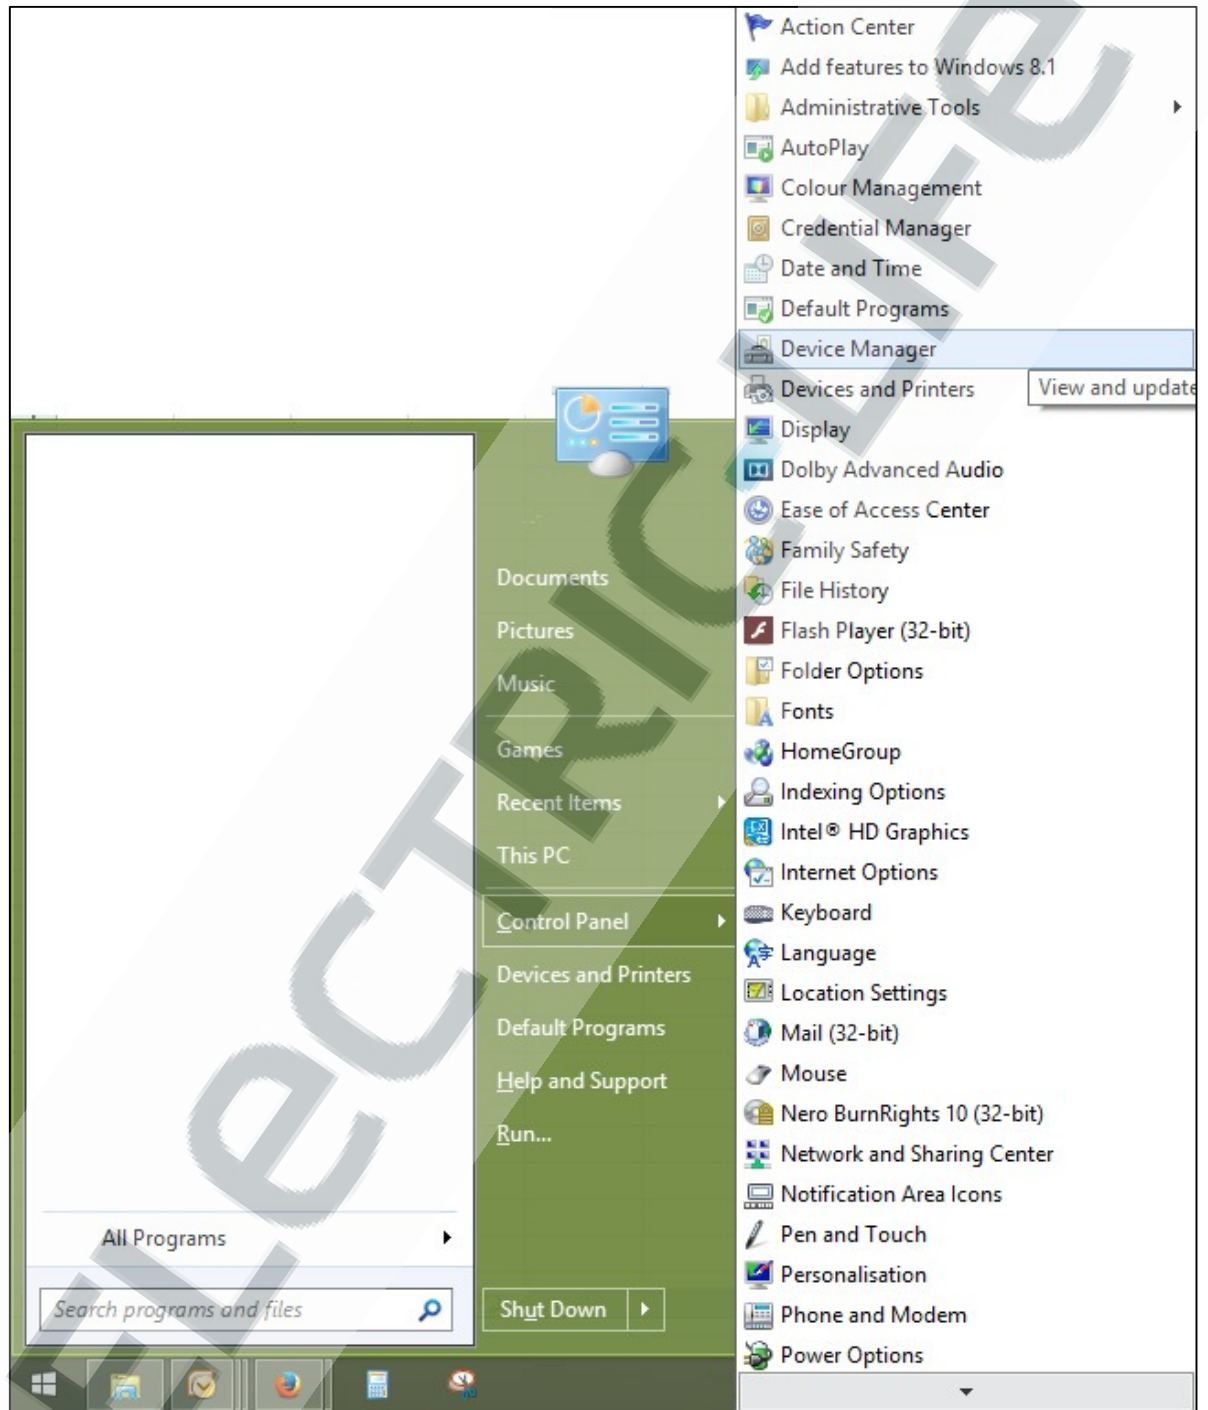 Action Center
Add features to Windows 8.1
Administrative Tools
AutoPlay
Colour Management
Credential Manager
Date and Time
Default Programs
Device Manager
Devices and Printers
View and update
Display
Dolby Advanced Audio
Ease of Access Center
Family Safety
File History
Flash Player (32-bit)
Folder Options
Fonts
HomeGroup
Indexing Options
Intel® HD Graphics
Internet Options
Keyboard
Language
Location Settings
Mail (32-bit)
Mouse
Nero BurnRights 10 (32-bit)
Network and Sharing Center
Notification Area Icons
Pen and Touch
Personalisation
Phone and Modem
Power Options
Documents
Pictures
Music
Games
Recent Items
This PC
Control Panel
Devices and Printers
Default Programs
Help and Support
Run...
All Programs
Search programs and files
Shut Down
ELecTRIC.LIFe